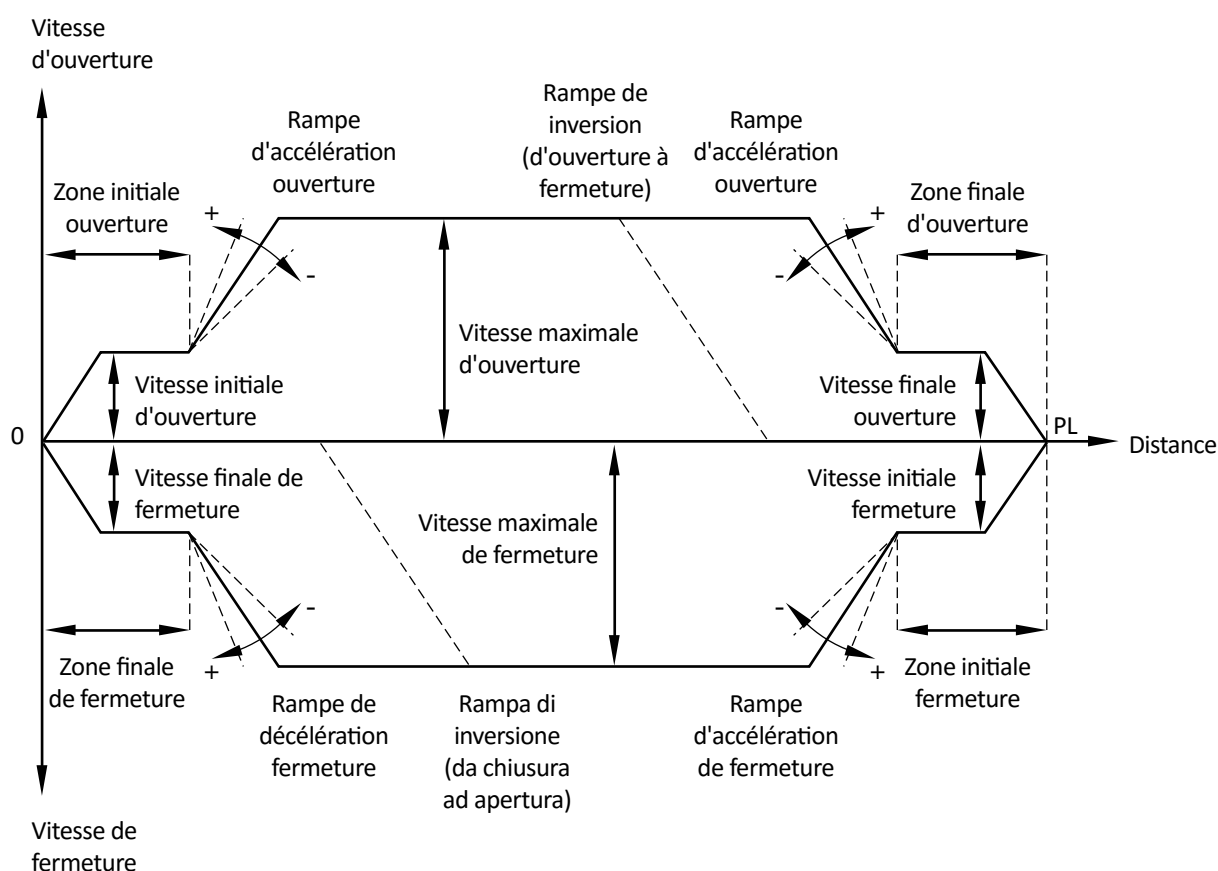 Vitesse
d'ouverture
Rampe de
inversion
(d'ouverture à
fermeture)
Rampe
d'accélération
ouverture
Rampe
d'accélération
ouverture
Zone initiale
ouverture
Zone finale
d'ouverture
+
-
+
-
Vitesse maximale
d'ouverture
Vitesse initiale
d'ouverture
Vitesse finale
ouverture
0
PL
Distance
Vitesse finale de
fermeture
Vitesse initiale
fermeture
Vitesse maximale
de fermeture
-
+
-
+
Zone finale
de fermeture
Zone initiale
fermeture
Rampe de
décélération
fermeture
Rampa di
inversione
(da chiusura
ad apertura)
Rampe
d'accélération
de fermeture
Vitesse de
fermeture